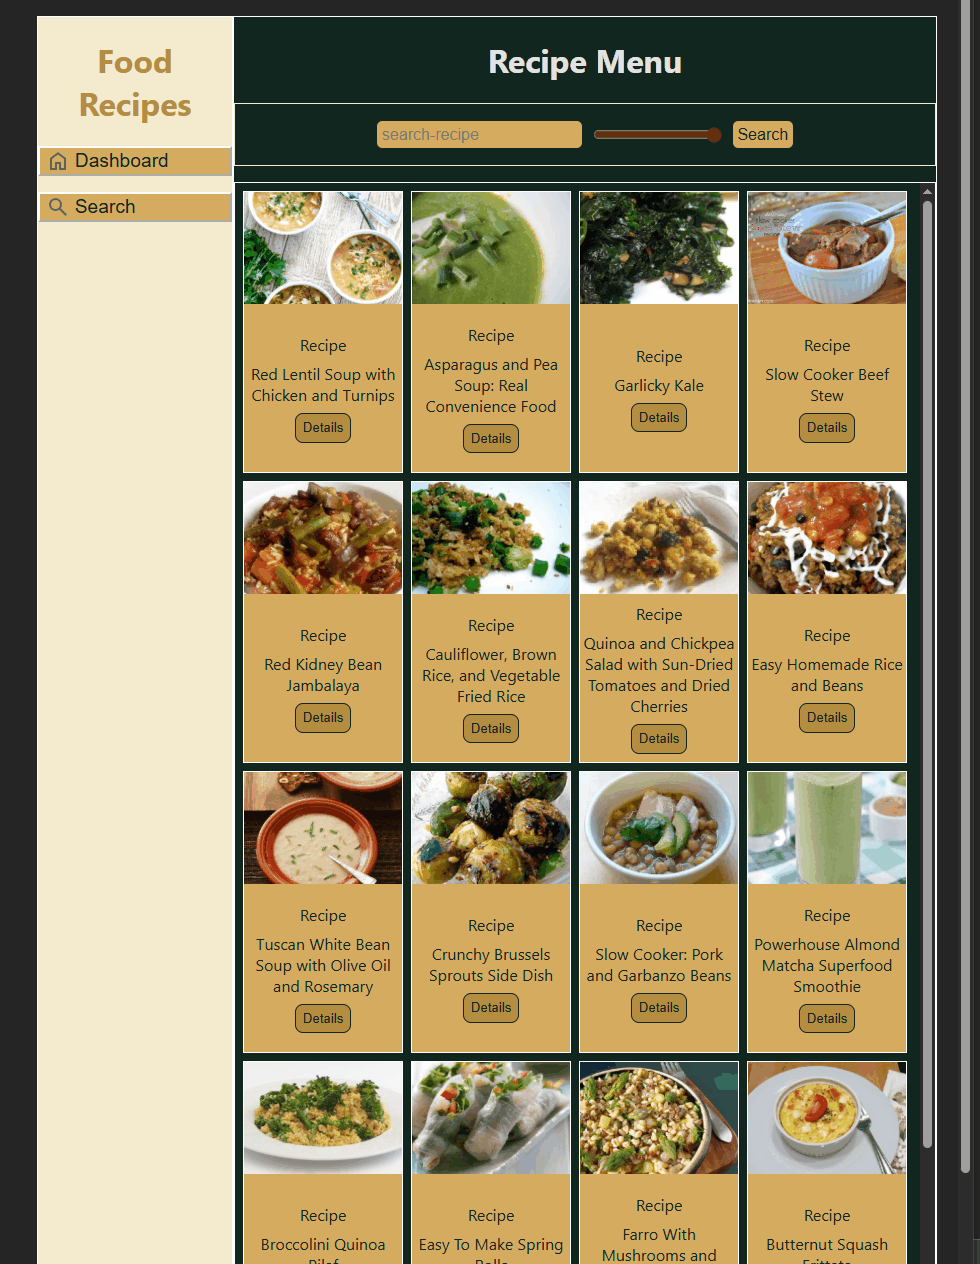 Food
Recipes
Dashboard
Search
Recipe Menu
search-recipe
Search
Recipe
Red Lentil Soup with
Chicken and Turnips
Details
Recipe
Asparagus and Pea
Soup: Real
Convenience Food
Details
Recipe
Garlicky Kale
Details
Recipe
Slow Cooker Beef
Stew
Details
Recipe
Red Kidney Bean
Jambalaya
Details
Recipe
Cauliflower, Brown
Rice, and Vegetable
Fried Rice
Details
Recipe
Quinoa and Chickpea
Salad with Sun-Dried
Tomatoes and Dried
Cherries
Details
Recipe
Easy Homemade Rice
and Beans
Details
Recipe
Tuscan White Bean
Soup with Olive Oil
and Rosemary
Details
Recipe
Crunchy Brussels
Sprouts Side Dish
Details
Recipe
Slow Cooker: Pork
and Garbanzo Beans
Details
Recipe
Powerhouse Almond
Matcha Superfood
Smoothie
Details
Recipe
Broccolini Quinoa
Pilaf
Recipe
Easy To Make Spring
Rolls
Recipe
Farro With
Mushrooms and
Recipe
Butternut Squash
Frittata